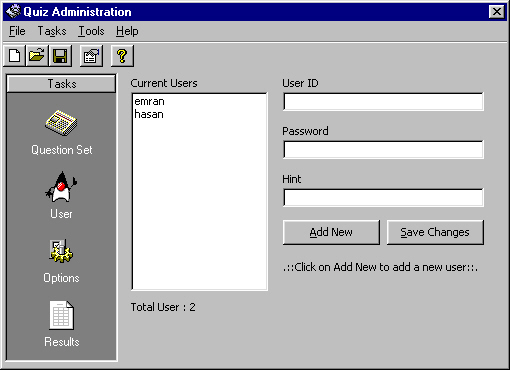 Quiz Administration
File Tasks Tools Help
Tasks
Question Set
User
Options
Results
Current Users
emran
hasan
Total User : 2
User ID
Password
Hint
Add New
Save Changes
.::Click on Add New to add a new user::.